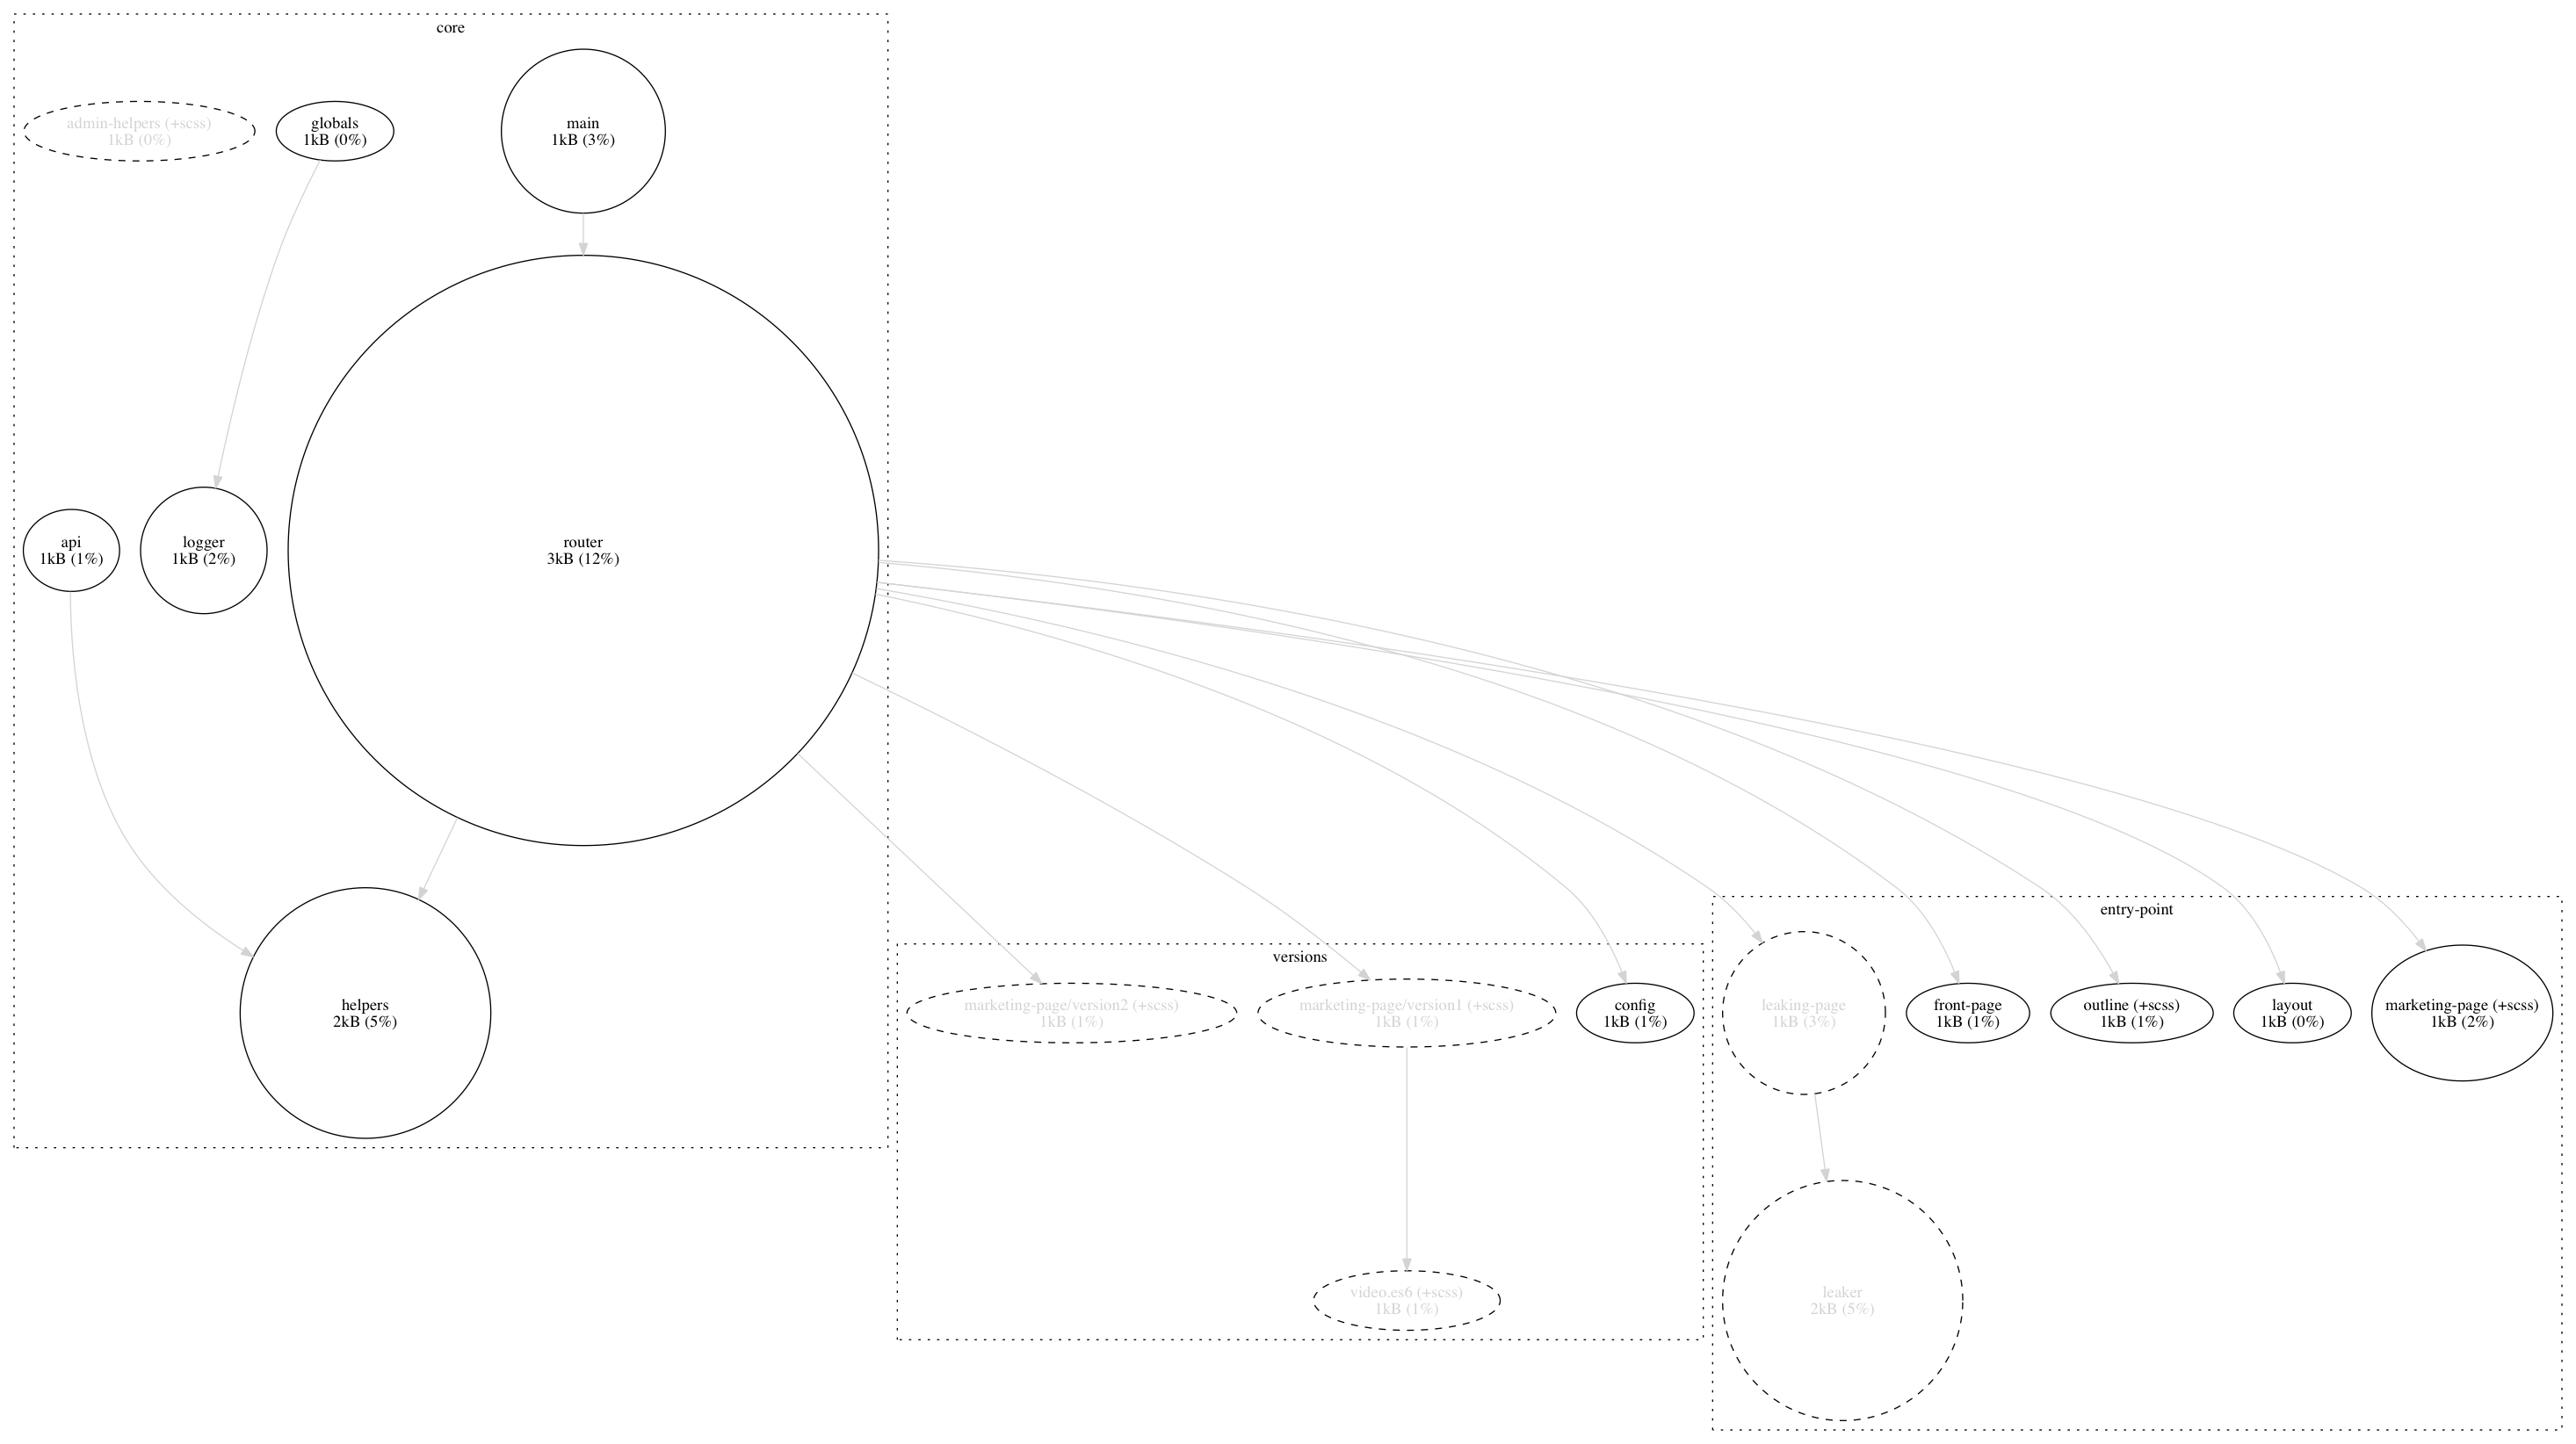 core
admin-helpers (+scss)
1kB (0%)
globals
1kB (0%)
main
1kB (3%)
api
1kB (1%)
logger
1kB (2%)
router
3kB (12%)
helpers
2kB (5%)
versions
marketing-page/version2 (+scss)
1kB (1%)
marketing-page/version1 (+scss)
1kB (1%)
config
1kB (1%)
video.es6 (+scss)
1kB (1%)
entry-point
leaking-page
1kB (3%)
front-page
1kB (1%)
outline (+scss)
1kB (1%)
layout
1kB (0%)
marketing-page (+scss)
1kB (2%)
leaker
2kB (5%)